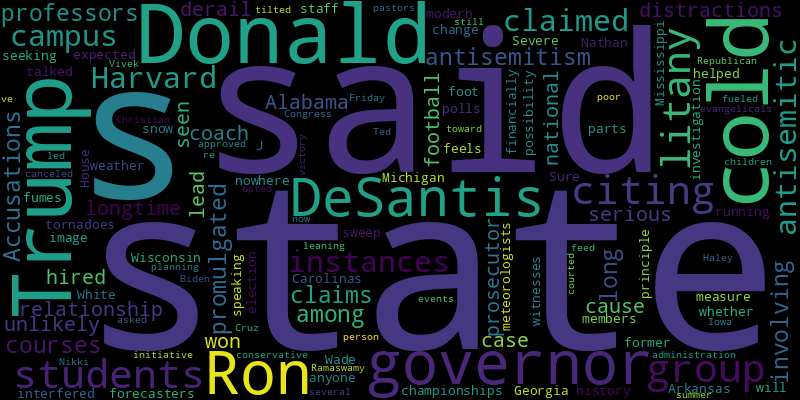 professors
campus
seeking
expected
Vivek
talked
derail
tilted
staff
pastors
Donald
modern
change
still
claimed
Severe
Nathan
distractions
Republican
helped
fueled
evangelicals
Harvard
antisemitism
said
cold
litany
Mississippi
investigation
antisemitic
Trump
Accusations
ve
Christian
led
canceled
House
S
snow
weather
seen
coach
approved
re
Alabama
Friday
Congress
Ted
victory
football
foot
polls
toward
feels
financially
possibility
national
poor
parts
children
fumes
tornadoes
image
longtime
lead
nowhere
opted
Michigan
DeSantis
now
Sure
citing
serious
running
Wisconsin
planning
Biden
hired
White
relationship
unlikely
asked
courses
promulgated
speaking
election
sweep
leaning
instances
Carolinas
claims
events
among
state
prosecutor
meteorologists
witnesses
courted
feed
long
principle
Haley
measure
whether
Iowa
involving
cause
members
case
former
administration
won
Cruz
person
Wade
Ramaswamy
anyone
several
Nikki
initiative
conservative
students
interfered
forecasters
Ron
governor
championships
Georgia
history
group
Arkansas
will
summer